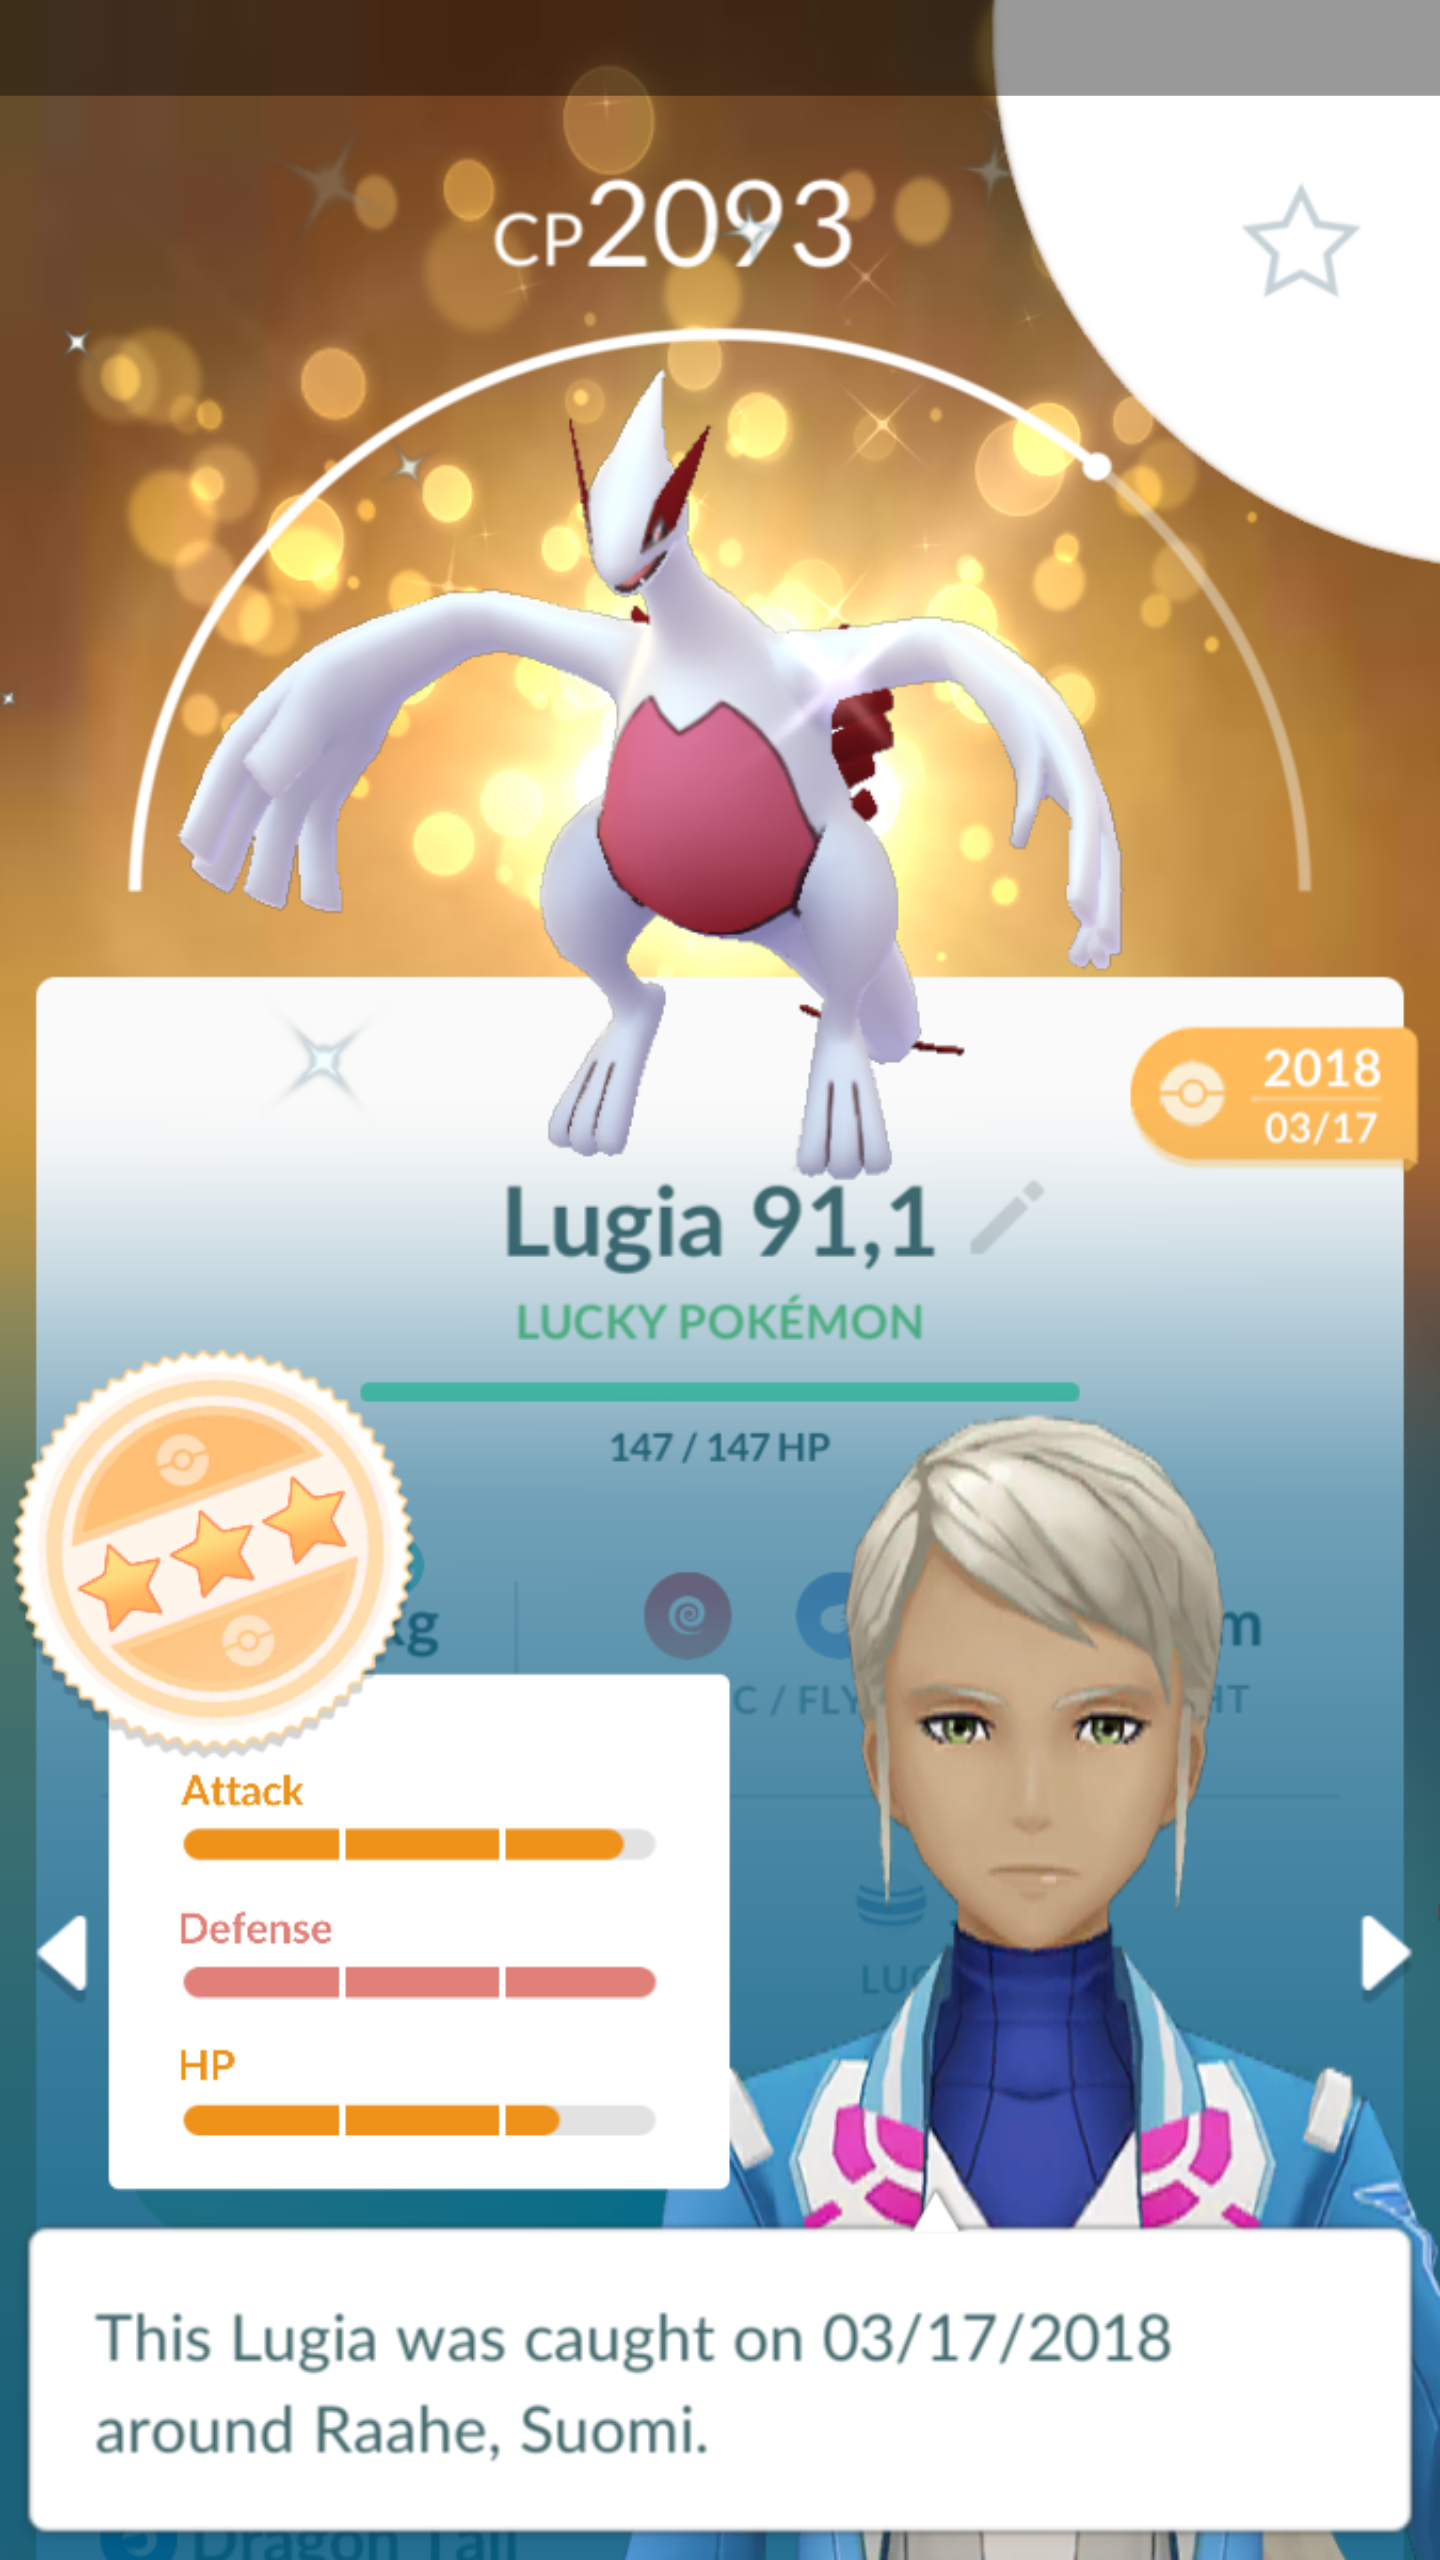 CP2093
2018
03/17
Lugia 91,1
LUCKY POKÉMON
147 / 147 HP
kg
m
C / FLY
HT
Attack
Defense
LUC
HP
This Lugia was caught on 03/17/2018
around Raahe, Suomi.
Dragon Tail